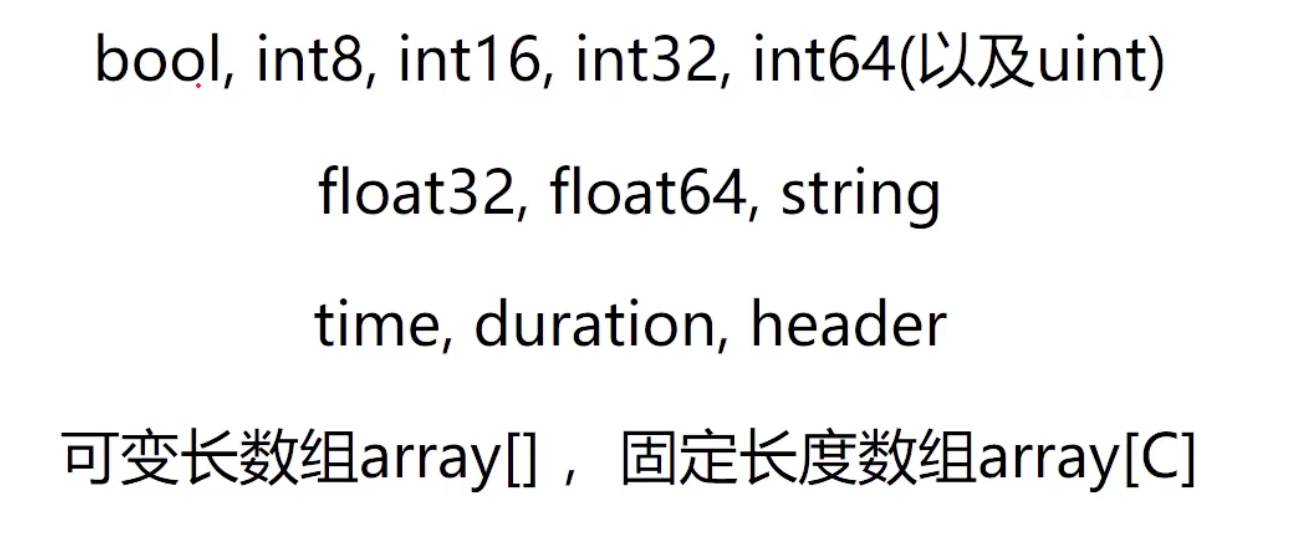 bool, int8, int16, int32, int64(以及uint)
float32, float64, string
time, duration, header
可变长数组array[] ，固定长度数组array[C]